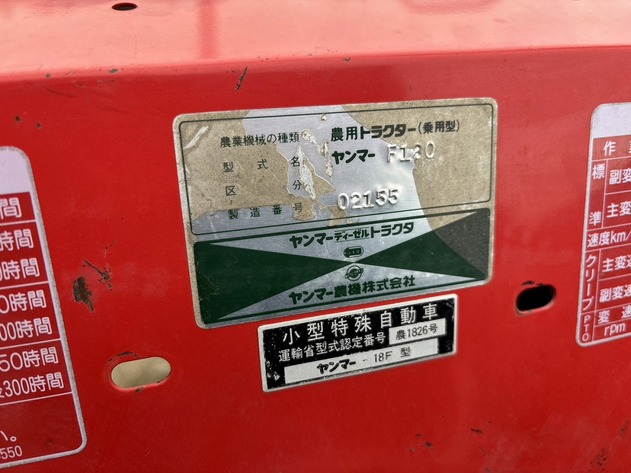 間
時間
時間
0時間
00時間
50時間
≧300時間
い。
550
農業機械の種類 農用トラクター(乗用型)
型式名 ヤンマー F180
区分
製造番号 02155
ヤンマーディーゼルトラクタ
ヤンマー農機株式会社
小型特殊自動車
運輸省型式認定番号 農1826号
ヤンマー 18F 型
作
標準
副変
主変
速度km/
クリープ
主変速
副変速
PTO
変速
rpm